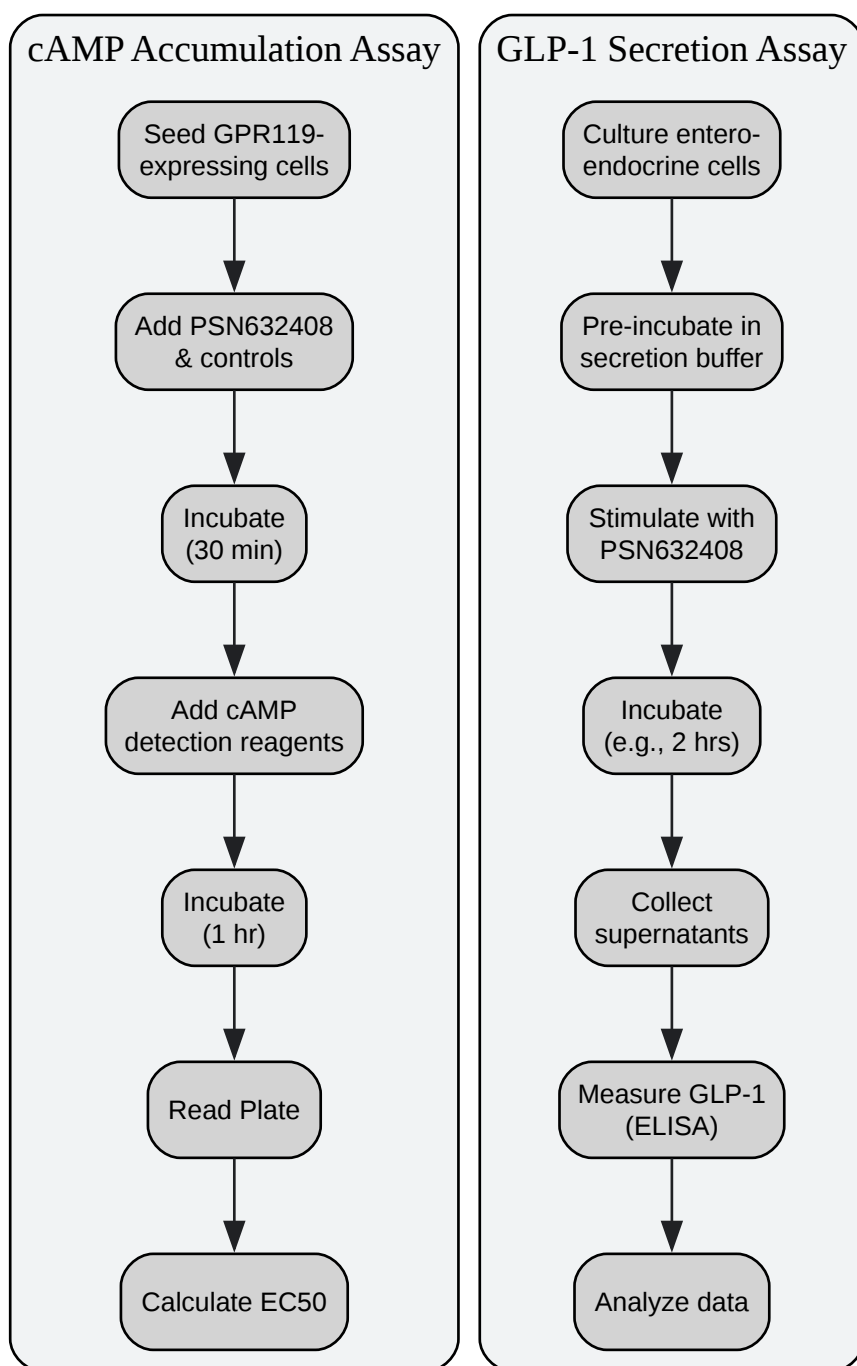 cAMP Accumulation Assay
Seed GPR119-
expressing cells
Add PSN632408
& controls
Incubate
(30 min)
Add cAMP
detection reagents
Incubate
(1 hr)
Read Plate
Calculate EC50
GLP-1 Secretion Assay
Culture entero-
endocrine cells
Pre-incubate in
secretion buffer
Stimulate with
PSN632408
Incubate
(e.g., 2 hrs)
Collect
supernatants
Measure GLP-1
(ELISA)
Analyze data